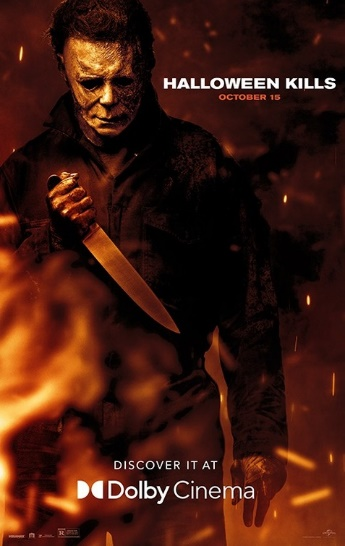 HALLOWEEN KILLS
OCTOBER 15
DISCOVER IT AT
Dolby Cinema